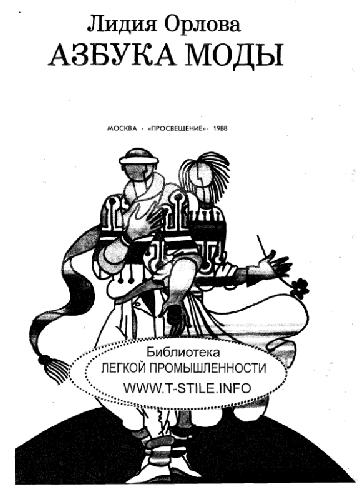 Лидия Орлова
АЗБУКА МОДЫ
МОСКВА · «ПРОСВЕЩЕНИЕ» · 1988
Библиотека
ЛЕГКОЙ ПРОМЫШЛЕННОСТИ
WWW.T-STILE.INFO